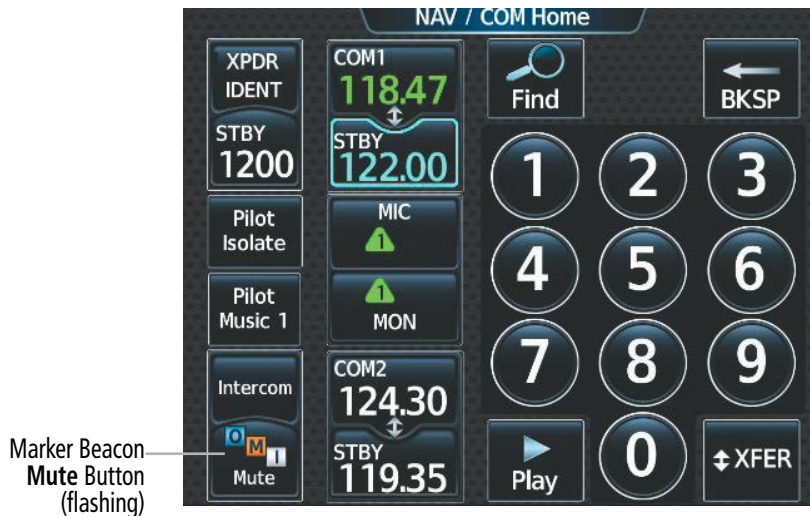 NAV / COM Home
XPDR
IDENT
STBY
1200
COM1
118.47
STBY
122.00
Find
BKSP
Pilot
Isolate
MIC
1
Pilot
Music 1
1
MON
Intercom
O M I
Mute
COM2
124.30
STBY
119.35
1 2 3
4 5 6
7 8 9
Play
0
XFER
Marker Beacon
Mute Button
(flashing)